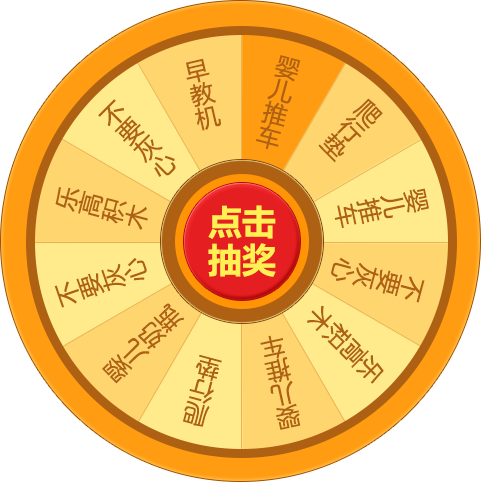 婴儿推车
爬行垫
婴儿推车
不要灰心
乐高积木
婴儿推车
爬行垫
婴儿奶嘴
不要灰心
乐高积木
不要灰心
早教机
点击
抽奖